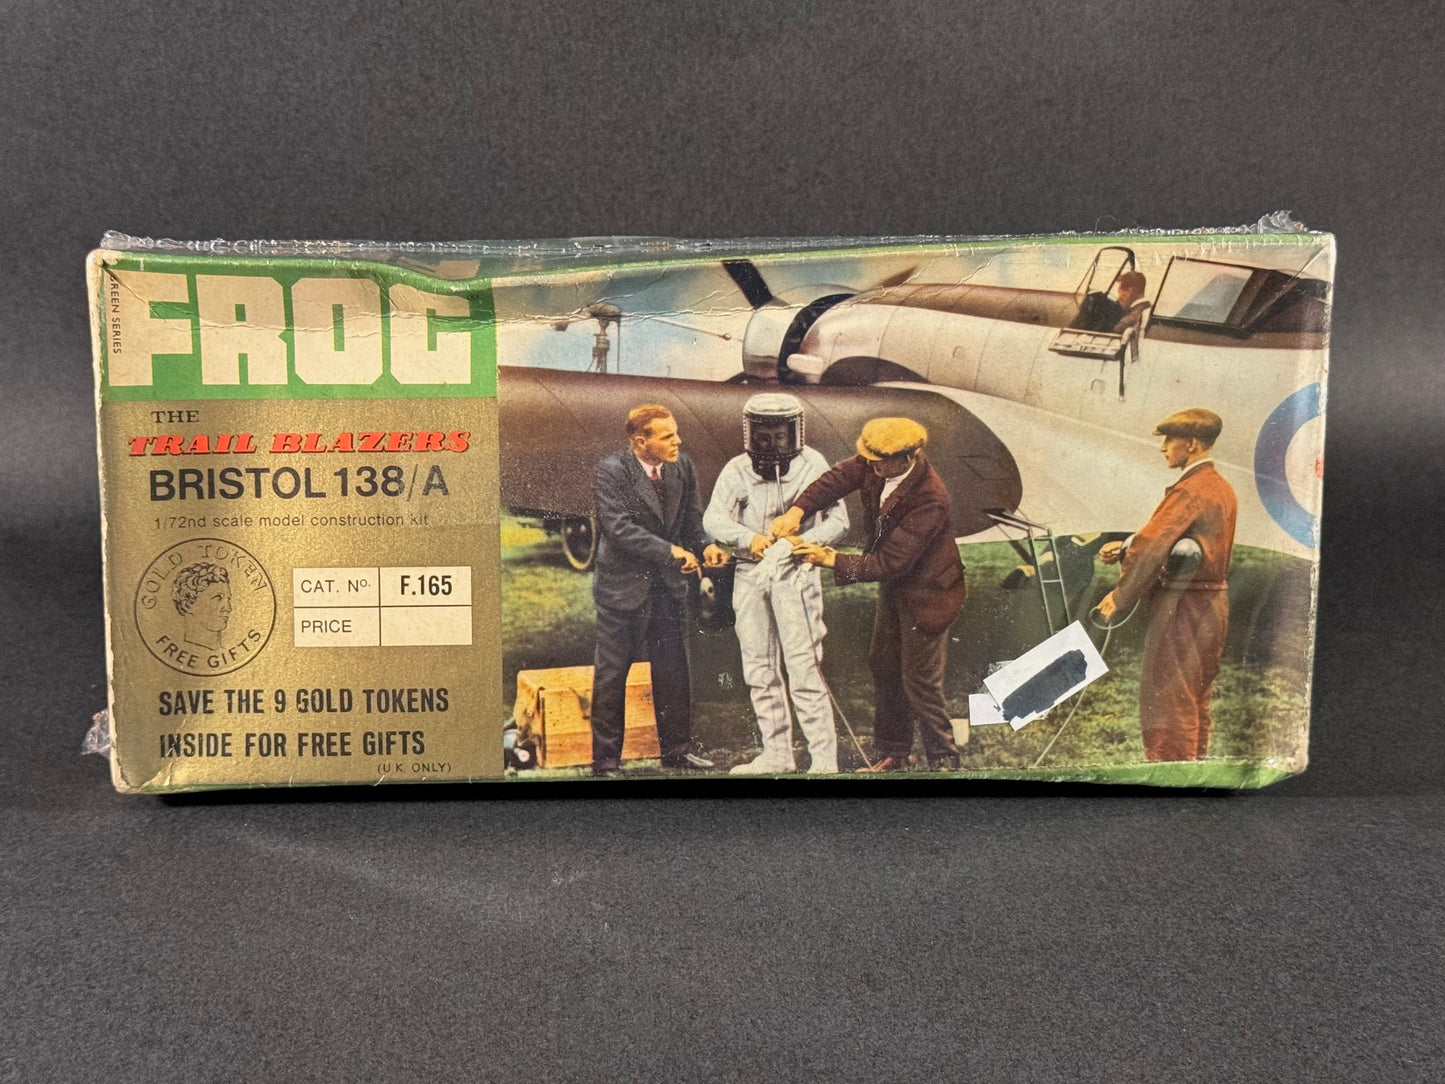 FROG
GREEN SERIES
THE
TRAIL BLAZERS
BRISTOL 138/A
1/72nd scale model construction kit
GOLD TOKEN
FREE GIFTS
CAT. No. F.165
PRICE
SAVE THE 9 GOLD TOKENS
INSIDE FOR FREE GIFTS
(U K. ONLY)